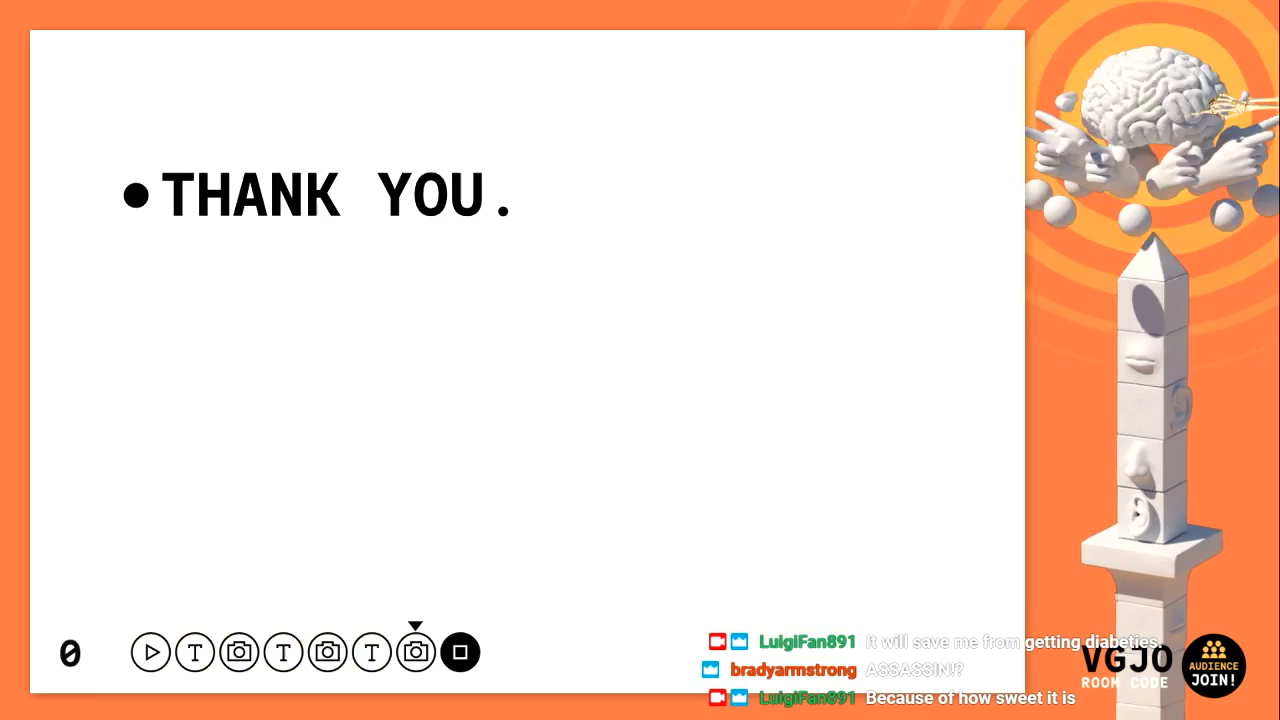 ● THANK YOU.
0
T T T
LuigiFan891 It will save me from getting diabeties.
bradyarmstrong ASSASSIN!?
LuigiFan891 Because of how sweet it is
VGJO
ROOM CODE
AUDIENCE
JOIN!